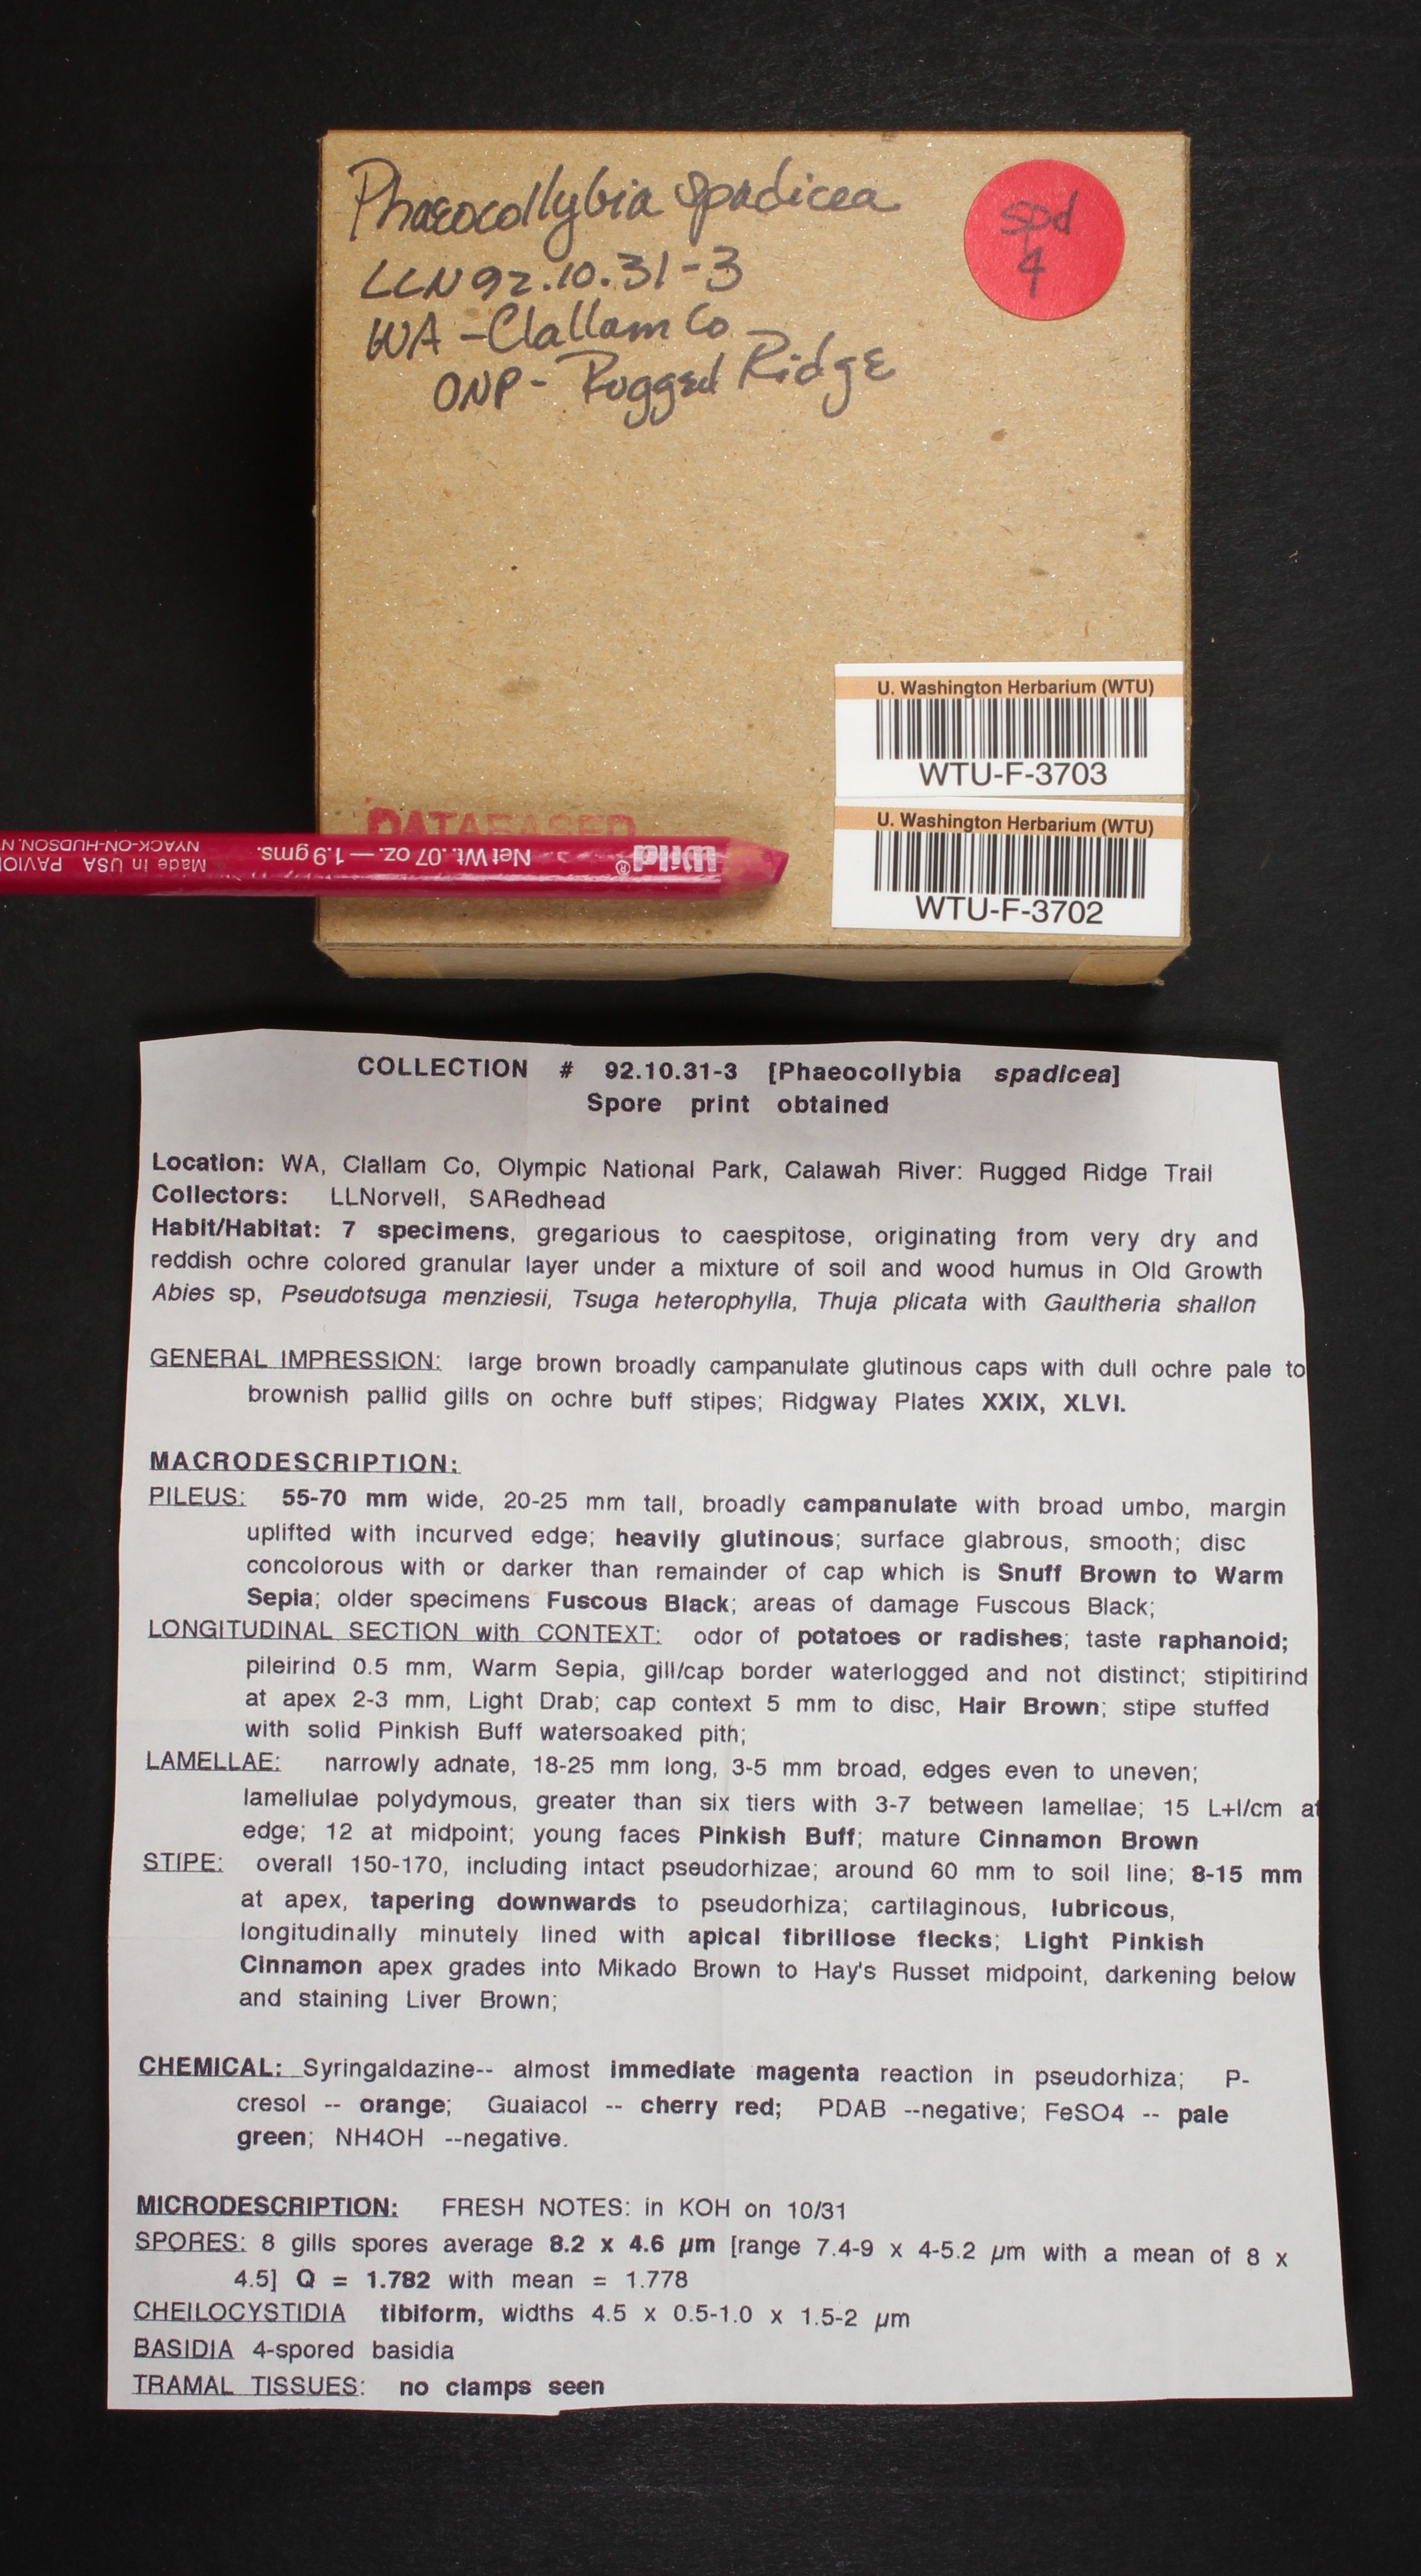 Phaeocollybia spadicea
LLN92.10.31-3
WA-Clallam Co
ONP-Rugged Ridge
spd
4
U. Washington Herbarium (WTU)
WTU-F-3703
DATABASED
U. Washington Herbarium (WTU)
WTU-F-3702
Wild®
Net Wt. .07 oz. — 1.9 gms.
Made in USA
NYACK-ON-HUDSON, N
COLLECTION # 92.10.31-3 [Phaeocollybia spadicea]
Spore print obtained
Location: WA, Clallam Co, Olympic National Park, Calawah River: Rugged Ridge Trail
Collectors: LLNorvell, SARedhead
Habit/Habitat: 7 specimens, gregarious to caespitose, originating from very dry and
reddish ochre colored granular layer under a mixture of soil and wood humus in Old Growth
Abies sp, Pseudotsuga menziesii, Tsuga heterophylla, Thuja plicata with Gaultheria shallon
GENERAL IMPRESSION: large brown broadly campanulate glutinous caps with dull ochre pale to
brownish pallid gills on ochre buff stipes; Ridgway Plates XXIX, XLVI.
MACRODESCRIPTION:
PILEUS: 55-70 mm wide, 20-25 mm tall, broadly campanulate with broad umbo, margin
uplifted with incurved edge; heavily glutinous; surface glabrous, smooth; disc
concolorous with or darker than remainder of cap which is Snuff Brown to Warm
Sepia; older specimens Fuscous Black; areas of damage Fuscous Black;
LONGITUDINAL SECTION with CONTEXT: odor of potatoes or radishes; taste raphanoid;
pileirind 0.5 mm, Warm Sepia, gill/cap border waterlogged and not distinct; stipitirind
at apex 2-3 mm, Light Drab; cap context 5 mm to disc, Hair Brown; stipe stuffed
with solid Pinkish Buff watersoaked pith;
LAMELLAE: narrowly adnate, 18-25 mm long, 3-5 mm broad, edges even to uneven;
lamellulae polydymous, greater than six tiers with 3-7 between lamellae; 15 L+l/cm at
edge; 12 at midpoint; young faces Pinkish Buff; mature Cinnamon Brown
STIPE: overall 150-170, including intact pseudorhizae; around 60 mm to soil line; 8-15 mm
at apex, tapering downwards to pseudorhiza; cartilaginous, lubricous,
longitudinally minutely lined with apical fibrillose flecks; Light Pinkish
Cinnamon apex grades into Mikado Brown to Hay's Russet midpoint, darkening below
and staining Liver Brown;
CHEMICAL: Syringaldazine-- almost immediate magenta reaction in pseudorhiza; P-
cresol -- orange; Guaiacol -- cherry red; PDAB --negative; FeSO4 -- pale
green; NH4OH --negative.
MICRODESCRIPTION: FRESH NOTES: in KOH on 10/31
SPORES: 8 gills spores average 8.2 x 4.6 µm [range 7.4-9 x 4-5.2 µm with a mean of 8 x
4.5] Q = 1.782 with mean = 1.778
CHEILOCYSTIDIA tibiform, widths 4.5 x 0.5-1.0 x 1.5-2 µm
BASIDIA 4-spored basidia
TRAMAL TISSUES: no clamps seen